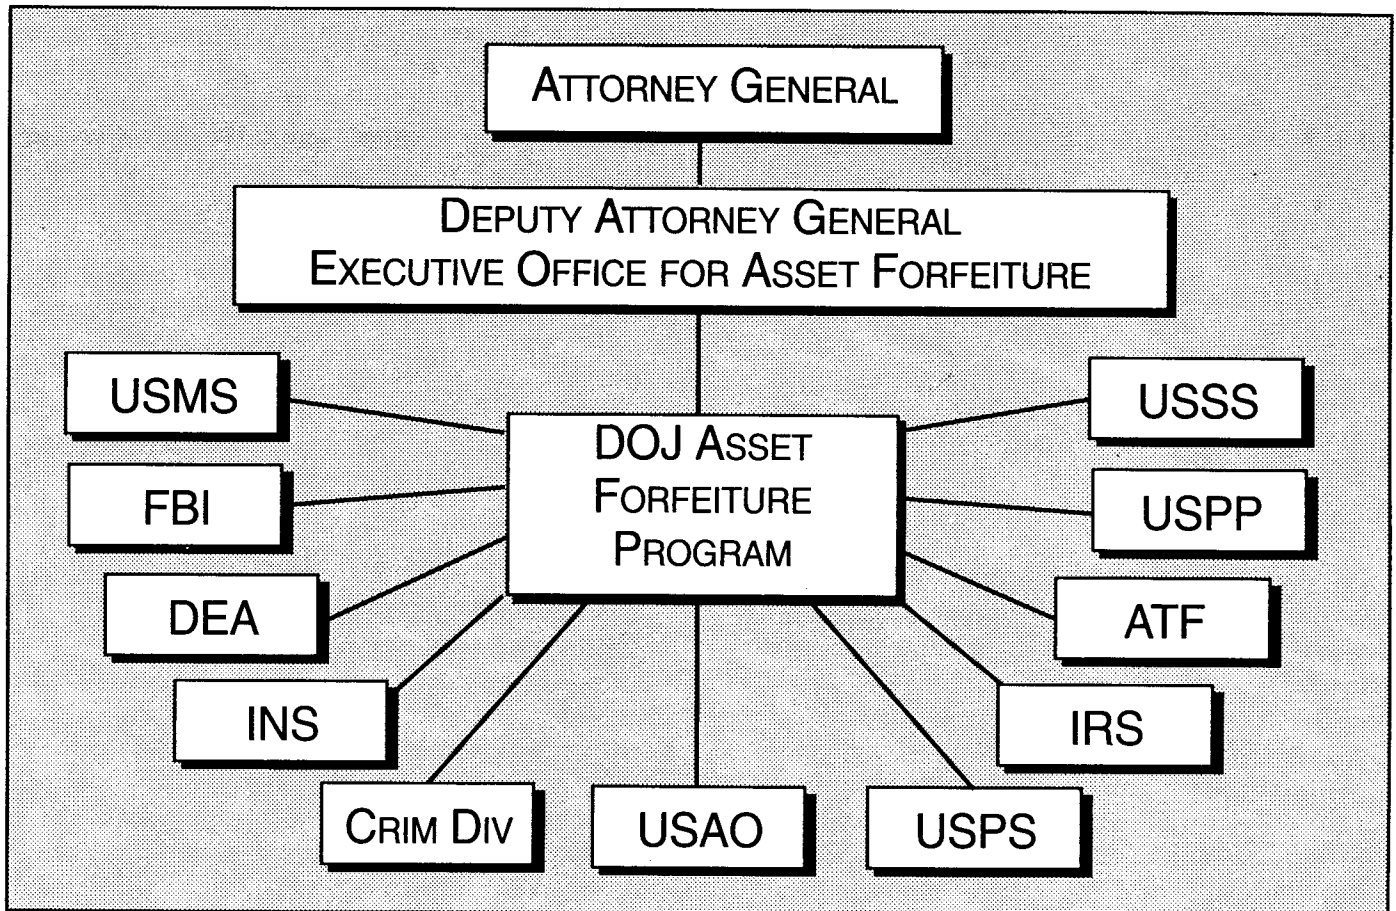 ATTORNEY GENERAL
DEPUTY ATTORNEY GENERAL
EXECUTIVE OFFICE FOR ASSET FORFEITURE
DOJ ASSET
FORFEITURE
PROGRAM
USMS
FBI
DEA
INS
CRIM DIV
USAO
USPS
IRS
ATF
USPP
USSS